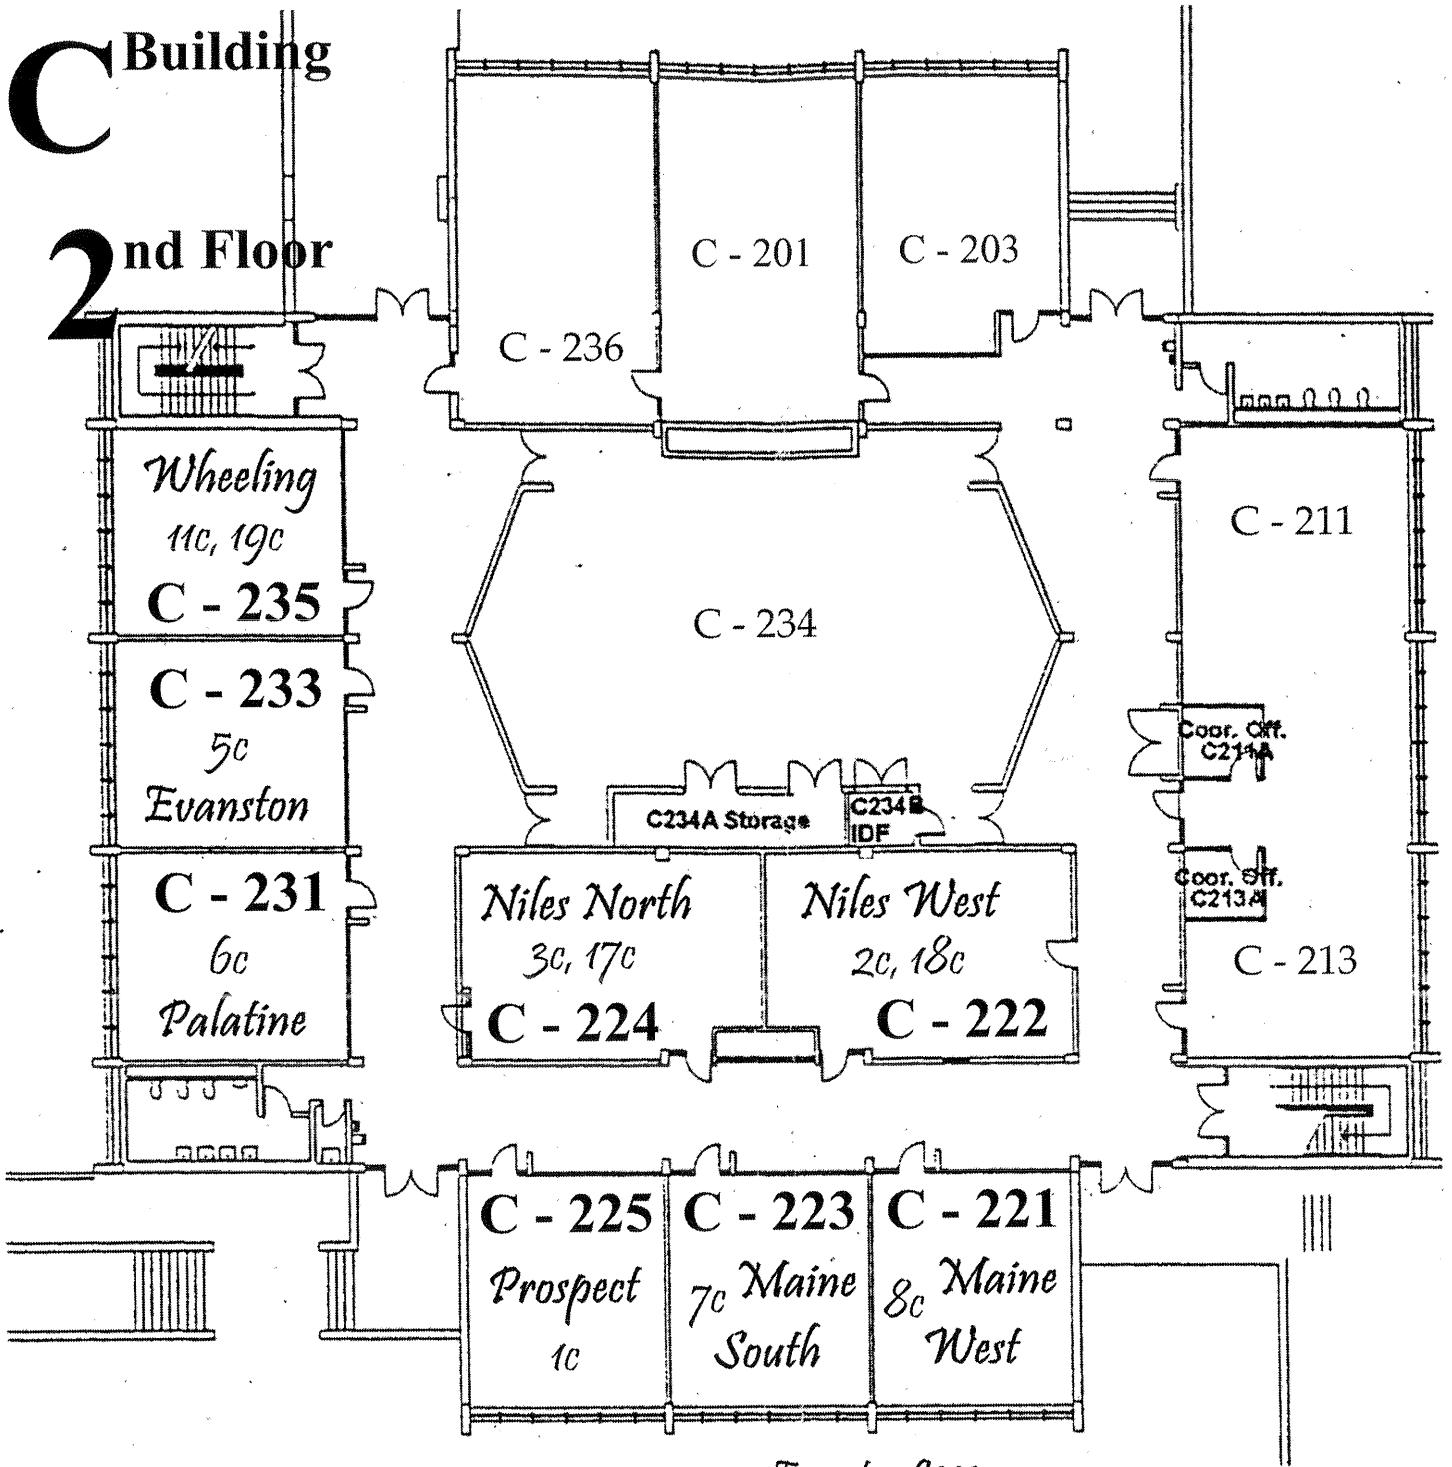 C Building
2nd Floor
C - 236
C - 201
C - 203
Wheeling
11c, 19c
C - 235
C - 233
5c
Evanston
C - 231
6c
Palatine
C - 234
C234A Storage
C234B
IDF
C - 211
Coor. Off.
C211A
Coor. Off.
C213A
C - 213
Niles North
3c, 17c
C - 224
Niles West
2c, 18c
C - 222
C - 225
Prospect
1c
C - 223
7c Maine
South
C - 221
8c Maine
West